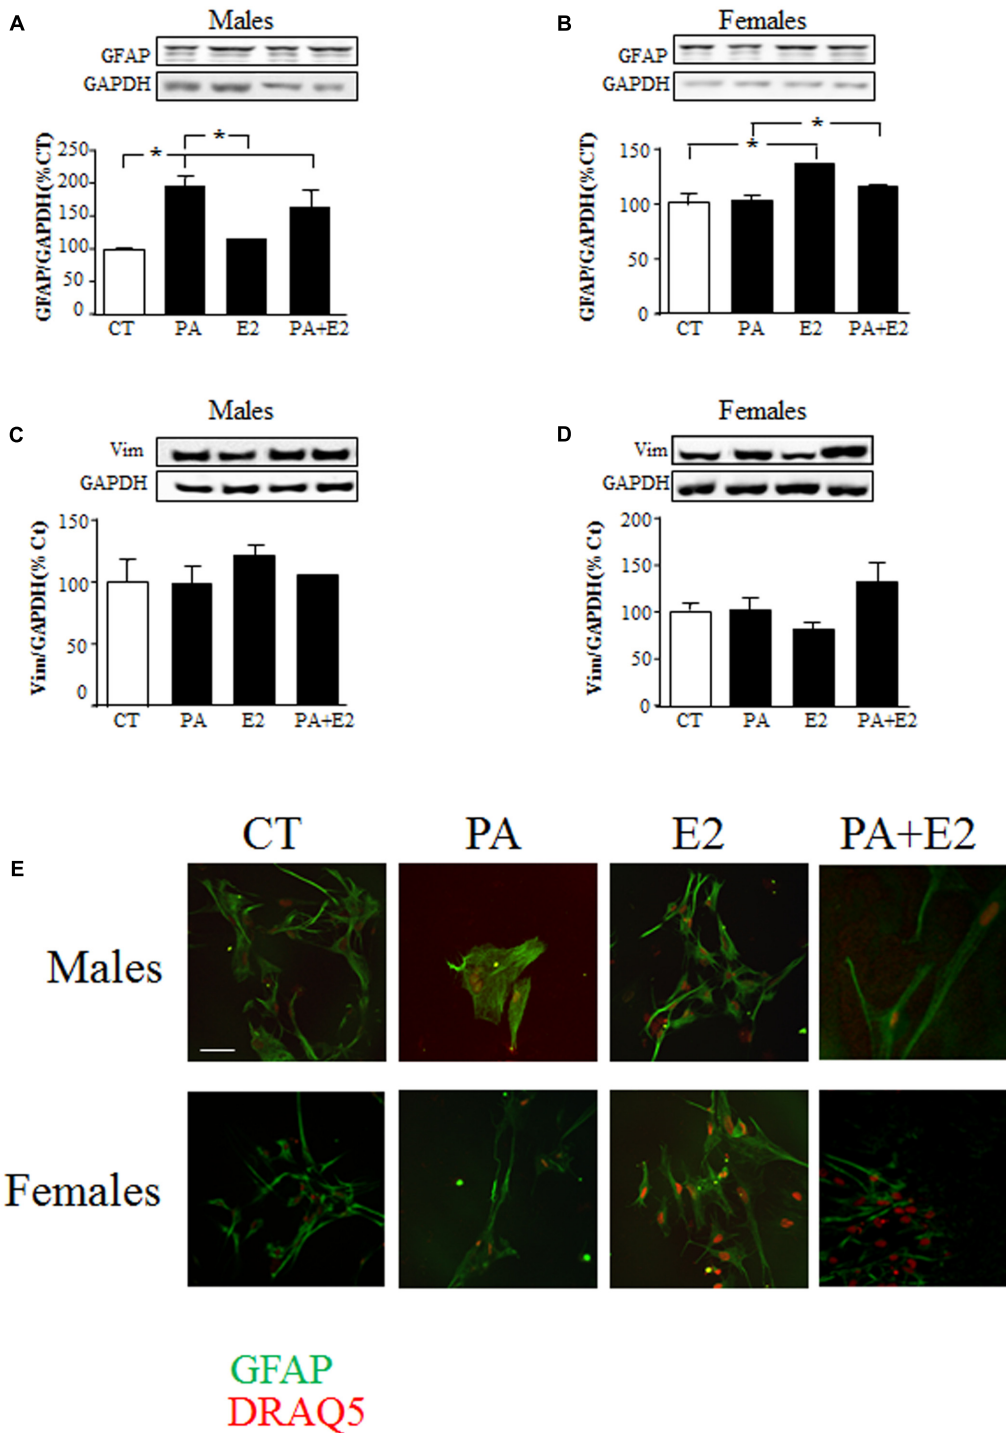 A
Males
GFAP
GAPDH
GFAP/GAPDH(%CT)
250
200
150
100
50
0
*
*
CT PA E2 PA+E2
B
Females
GFAP
GAPDH
GFAP/GAPDH(%CT)
150
100
50
0
*
*
CT PA E2 PA+E2
C
Males
Vim
GAPDH
Vim/GAPDH(% Ct)
150
100
50
0
CT PA E2 PA+E2
D
Females
Vim
GAPDH
Vim/GAPDH(% Ct)
200
150
100
50
0
CT PA E2 PA+E2
E
CT PA E2 PA+E2
Males
Females
GFAP
DRAQ5